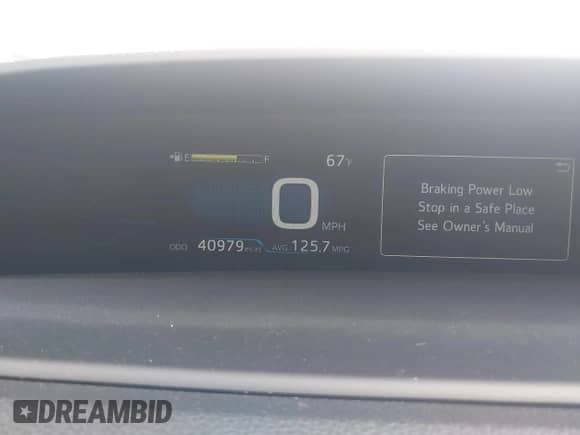 E F 67°F
0 MPH
Braking Power Low
Stop in a Safe Place
See Owner's Manual
ODO 40979 MILES AVG 125.7 MPG
DREAMBID